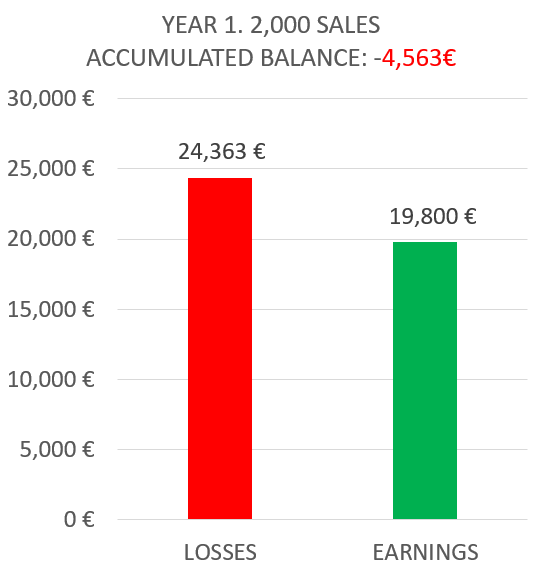 YEAR 1. 2,000 SALES
ACCUMULATED BALANCE: -4,563€
30,000 €
25,000 €
20,000 €
15,000 €
10,000 €
5,000 €
0 €
24,363 €
19,800 €
LOSSES
EARNINGS